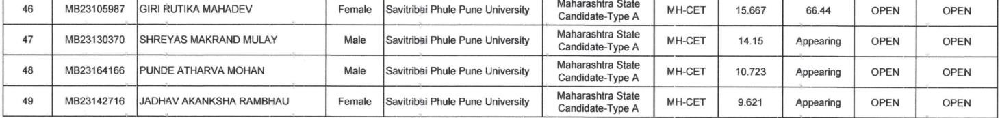 46 MB23105987 GIRI RUTIKA MAHADEV Female Savitribai Phule Pune University Maharashtra State Candidate-Type A MH-CET 15.667 66.44 OPEN OPEN
47 MB23130370 SHREYAS MAKRAND MULAY Male Savitribai Phule Pune University Maharashtra State Candidate-Type A MH-CET 14.15 Appearing OPEN OPEN
48 MB23164166 PUNDE ATHARVA MOHAN Male Savitribai Phule Pune University Maharashtra State Candidate-Type A MH-CET 10.723 Appearing OPEN OPEN
49 MB23142716 JADHAV AKANKSHA RAMBHAU Female Savitribai Phule Pune University Maharashtra State Candidate-Type A MH-CET 9.621 Appearing OPEN OPEN